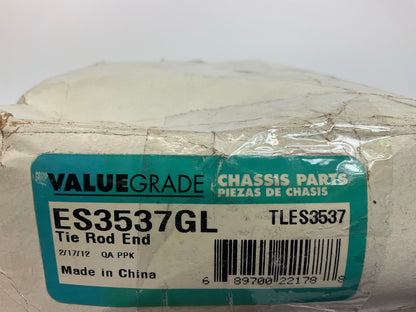 VALUEGRADE CHASSIS PARTS
PIEZAS DE CHASIS
ES3537GL TLES3537
Tie Rod End
2/17/12 QA PPK
Made in China
6 89700 22178 8